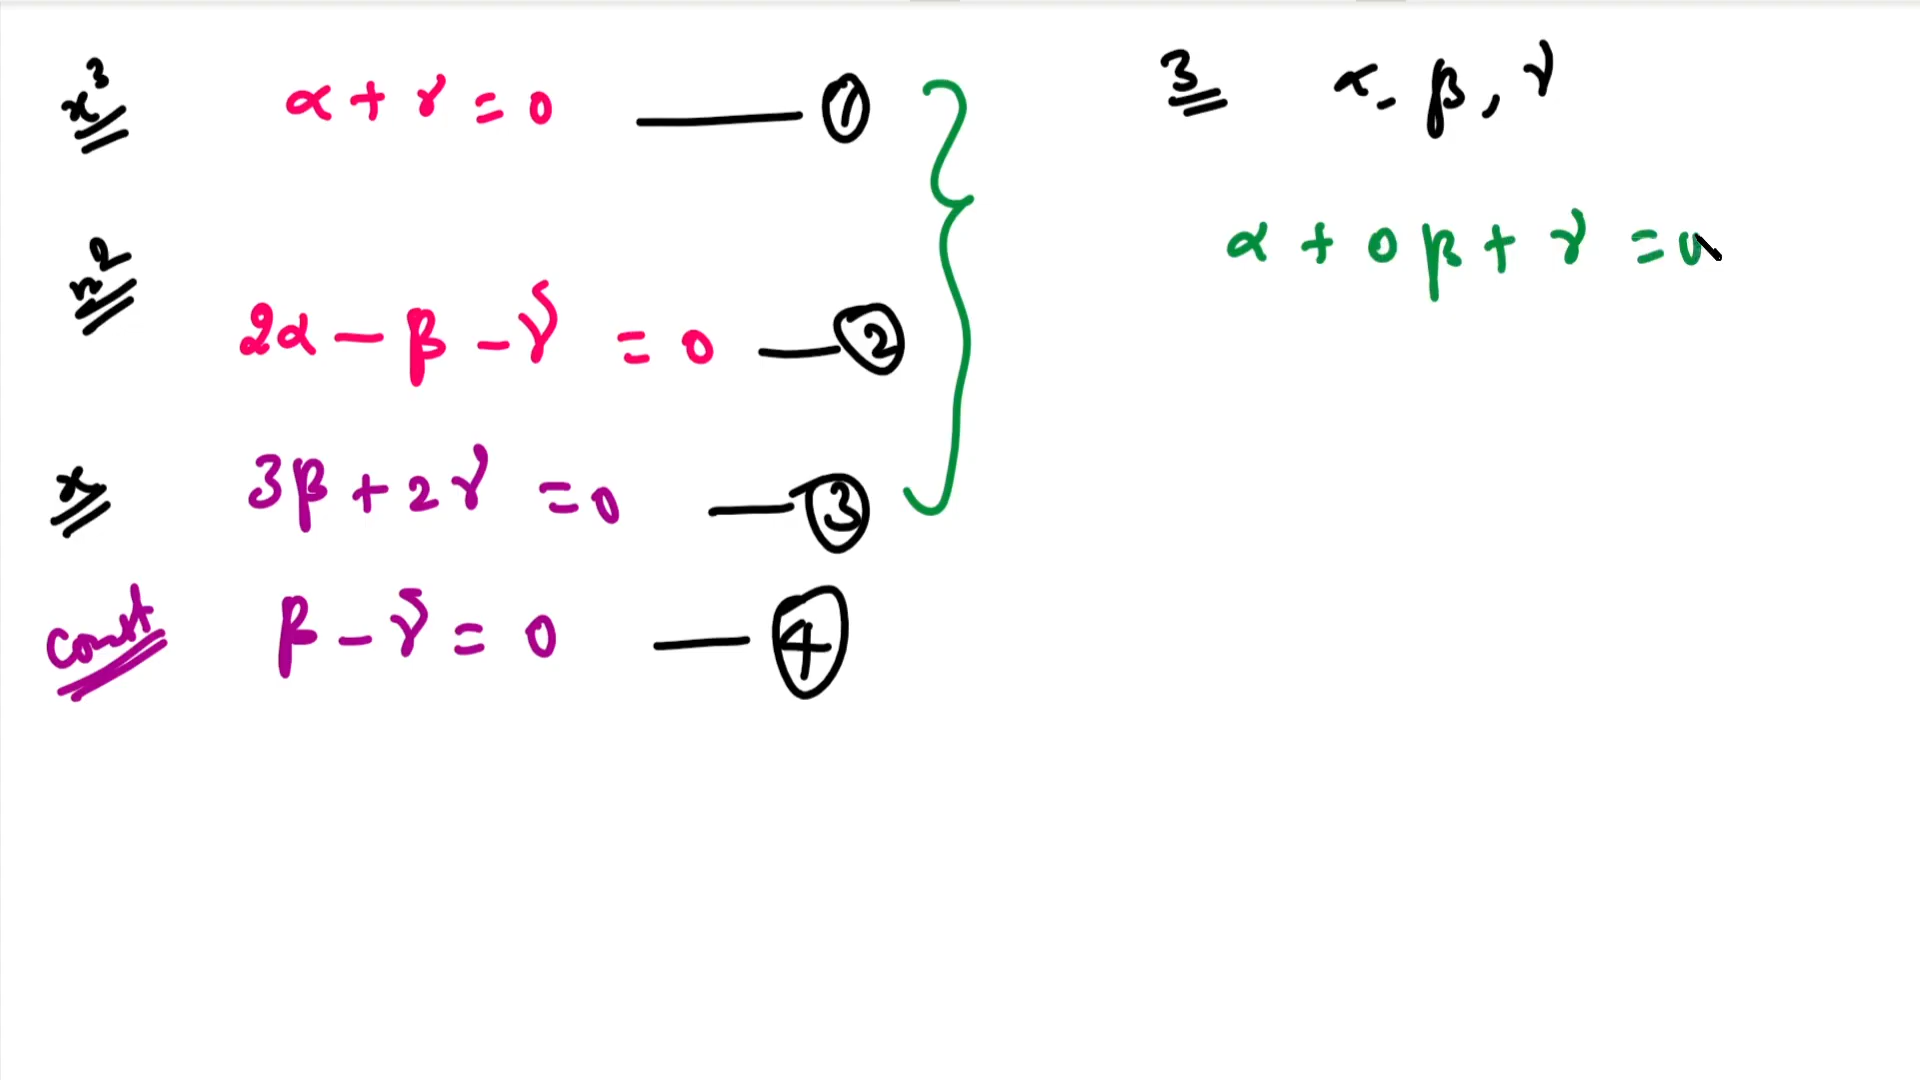 x³ α + γ = 0 —— ①
x² 2α − β − γ = 0 — ②
x 3β + 2γ = 0 — ③
const β − γ = 0 — ④
3 α, β, γ
α + 0β + γ = 0